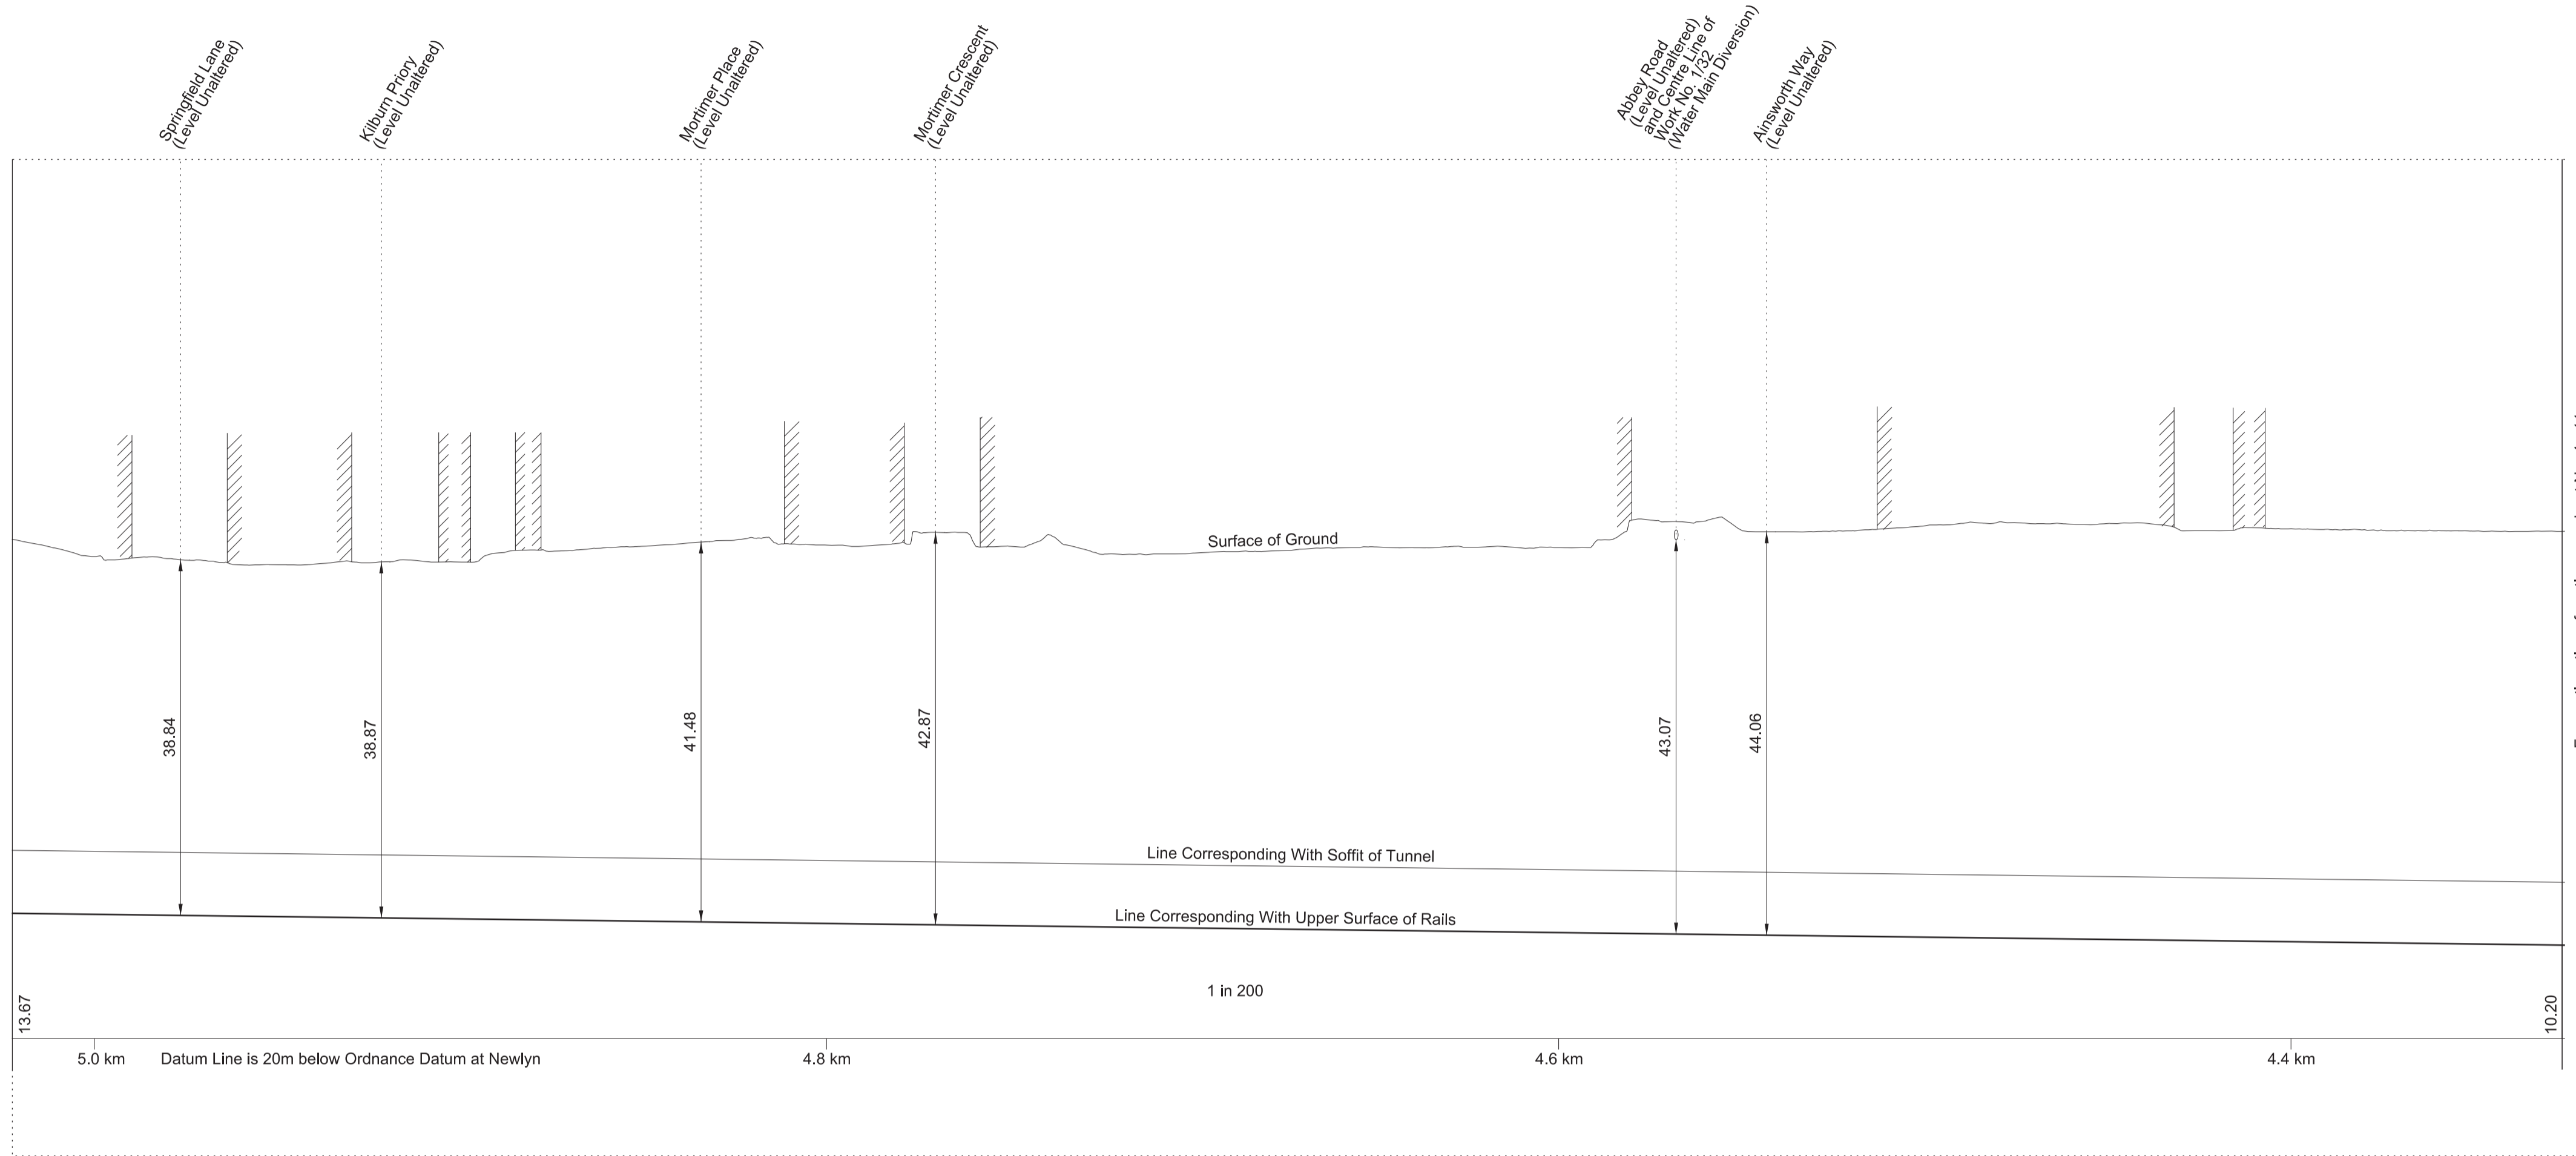 Springfield Lane
(Level Unaltered)
Kilburn Priory
(Level Unaltered)
Mortimer Place
(Level Unaltered)
Mortimer Crescent
(Level Unaltered)
Abbey Road
(Level Unaltered)
and Centre Line of
Work No. 1/32
(Water Main Diversion)
Ainsworth Way
(Level Unaltered)
Surface of Ground
38.84
38.87
41.48
42.87
43.07
44.06
Line Corresponding With Soffit of Tunnel
Line Corresponding With Upper Surface of Rails
1 in 200
13.67
10.20
5.0 km
Datum Line is 20m below Ordnance Datum at Newlyn
4.8 km
4.6 km
4.4 km